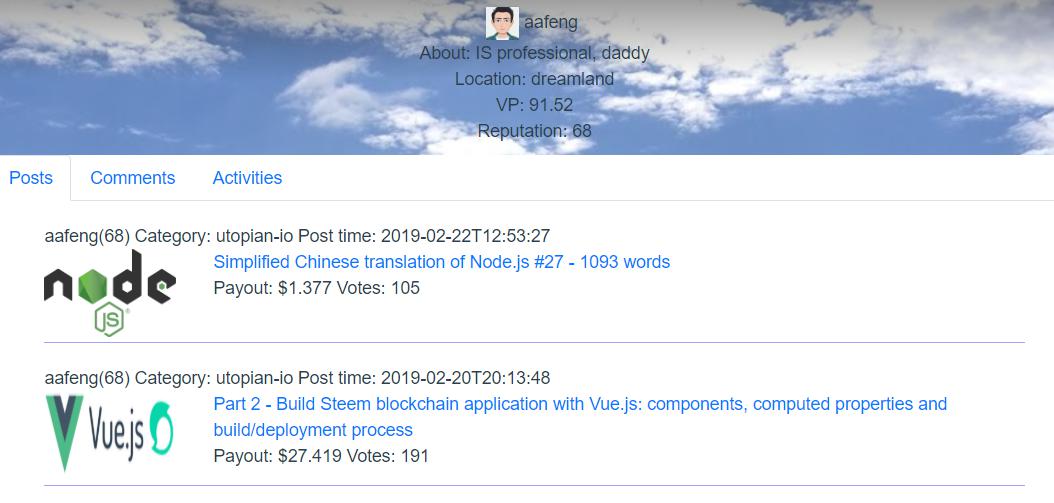 aafeng
About: IS professional, daddy
Location: dreamland
VP: 91.52
Reputation: 68
Posts Comments Activities
aafeng(68) Category: utopian-io Post time: 2019-02-22T12:53:27
node
JS
Simplified Chinese translation of Node.js #27 - 1093 words
Payout: $1.377 Votes: 105
aafeng(68) Category: utopian-io Post time: 2019-02-20T20:13:48
Vue.js
Part 2 - Build Steem blockchain application with Vue.js: components, computed properties and
build/deployment process
Payout: $27.419 Votes: 191